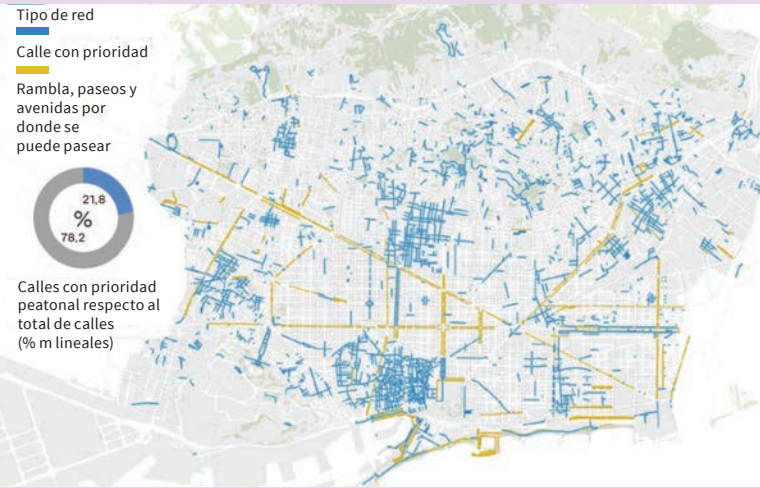 Tipo de red
Calle con prioridad
Rambla, paseos y
avenidas por
donde se
puede pasear
21,8
%
78,2
Calles con prioridad
peatonal respecto al
total de calles
(% m lineales)